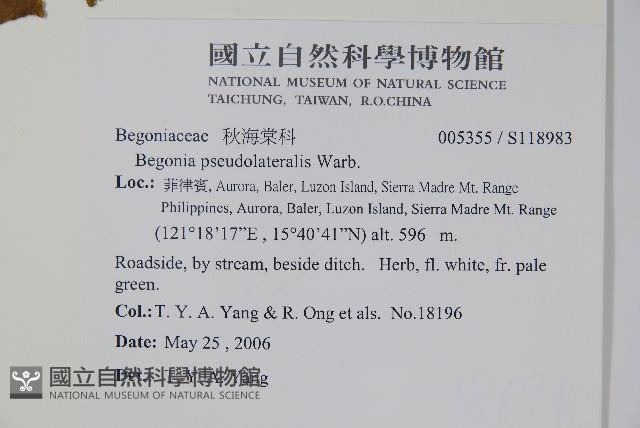 國立自然科學博物館
NATIONAL MUSEUM OF NATURAL SCIENCE
TAICHUNG, TAIWAN, R.O.CHINA
Begoniaceae 秋海棠科 005355 / S118983
Begonia pseudolateralis Warb.
Loc.: 菲律賓, Aurora, Baler, Luzon Island, Sierra Madre Mt. Range
Philippines, Aurora, Baler, Luzon Island, Sierra Madre Mt. Range
(121°18'17”E , 15°40'41”N) alt. 596 m.
Roadside, by stream, beside ditch. Herb, fl. white, fr. pale
green.
Col.: T. Y. A. Yang & R. Ong et als. No.18196
Date: May 25 , 2006
Det.: T. Y. A. Yang
國立自然科學博物館
NATIONAL MUSEUM OF NATURAL SCIENCE